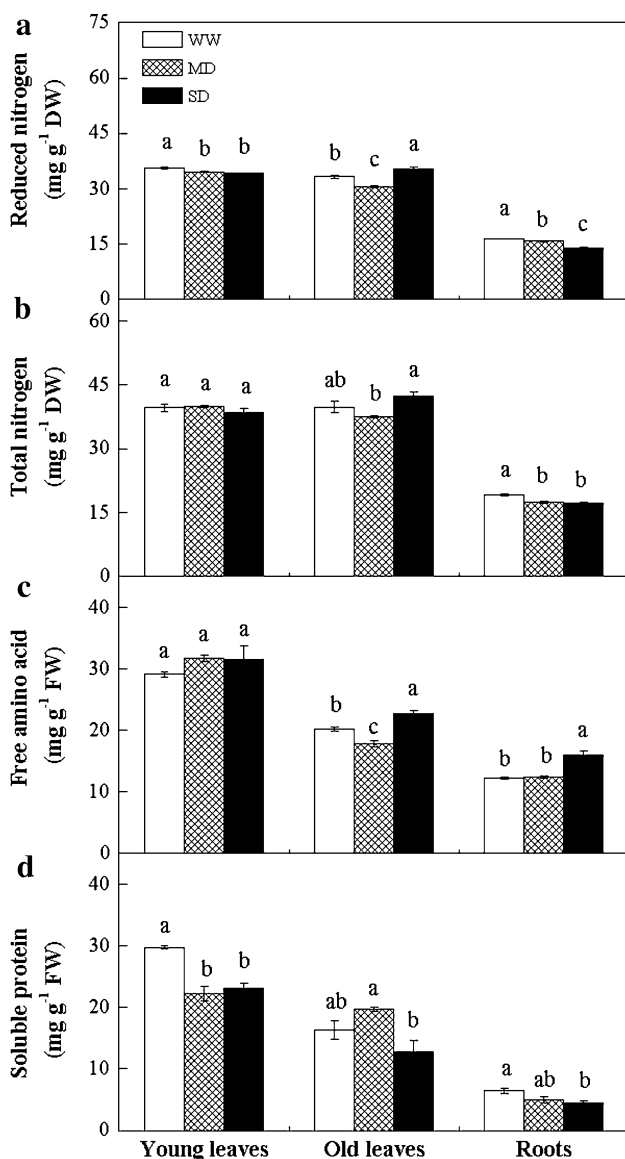 a
Reduced nitrogen
(mg g⁻¹ DW)
75
60
45
30
15
0
WW
MD
SD
a b b
b c a
a b c
b
Total nitrogen
(mg g⁻¹ DW)
60
45
30
15
0
a a a
ab b a
a b b
c
Free amino acid
(mg g⁻¹ FW)
40
30
20
10
0
a a a
b c a
b b a
d
Soluble protein
(mg g⁻¹ FW)
40
30
20
10
0
a b b
ab a b
a ab b
Young leaves Old leaves Roots